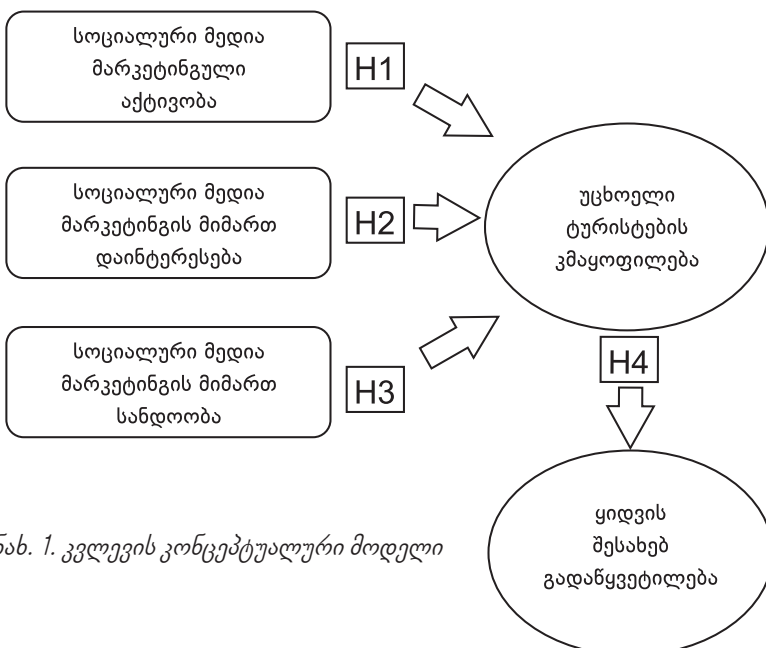 სოციალური მედია
მარკეტინგული
აქტივობა
H1
სოციალური მედია
მარკეტინგის მიმართ
დაინტერესება
H2
სოციალური მედია
მარკეტინგის მიმართ
სანდოობა
H3
უცხოელი
ტურისტების
კმაყოფილება
H4
ყიდვის
შესახებ
გადაწყვეტილება
ნახ. 1. კვლევის კონცეპტუალური მოდელი